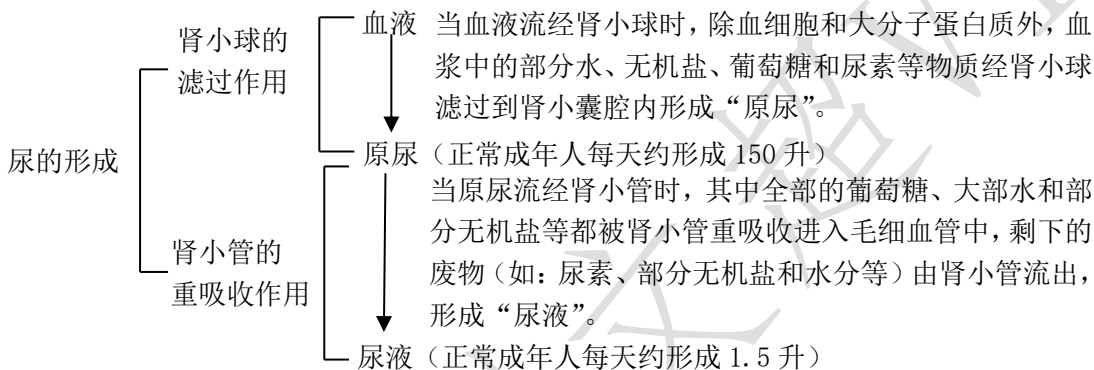 尿的形成
肾小球的
滤过作用
血液 当血液流经肾小球时，除血细胞和大分子蛋白质外，血
浆中的部分水、无机盐、葡萄糖和尿素等物质经肾小球
滤过到肾小囊腔内形成“原尿”。
原尿（正常成年人每天约形成 150 升）
肾小管的
重吸收作用
当原尿流经肾小管时，其中全部的葡萄糖、大部水和部
分无机盐等都被肾小管重吸收进入毛细血管中，剩下的
废物（如：尿素、部分无机盐和水分等）由肾小管流出，
形成“尿液”。
尿液（正常成年人每天约形成 1.5 升）